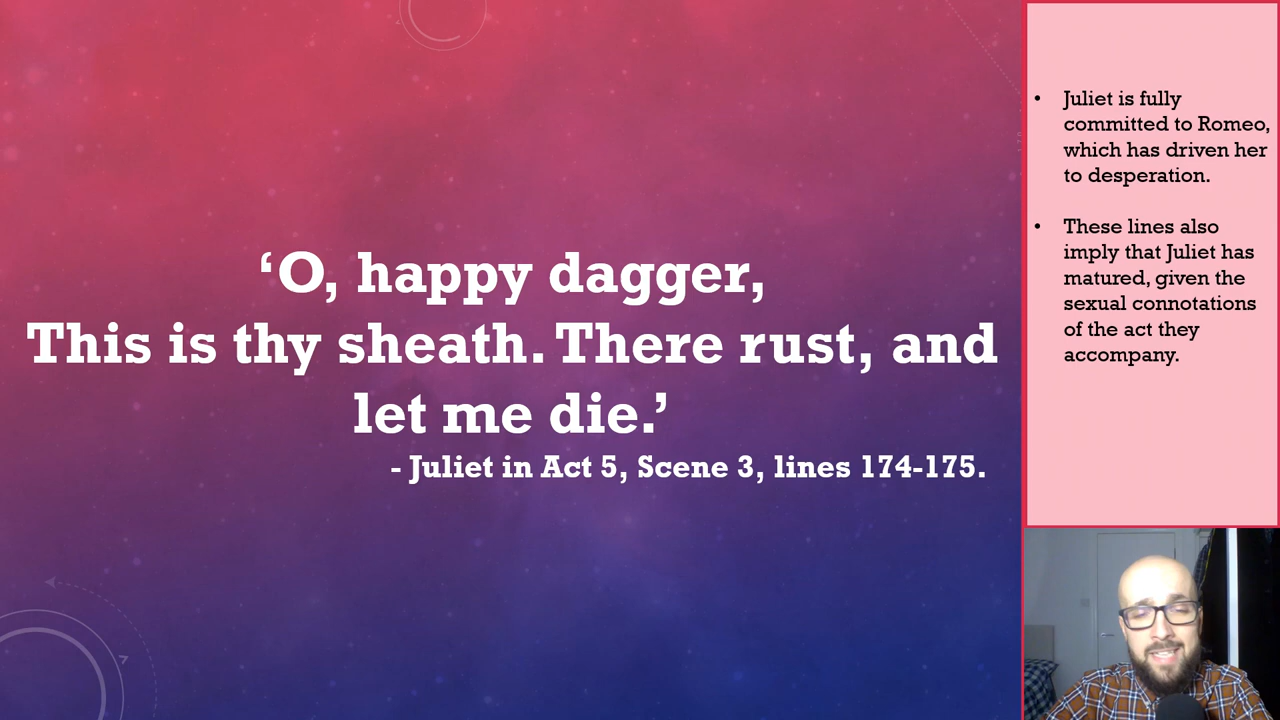 ‘O, happy dagger,
This is thy sheath. There rust, and
let me die.’
- Juliet in Act 5, Scene 3, lines 174-175.
• Juliet is fully
committed to Romeo,
which has driven her
to desperation.
• These lines also
imply that Juliet has
matured, given the
sexual connotations
of the act they
accompany.